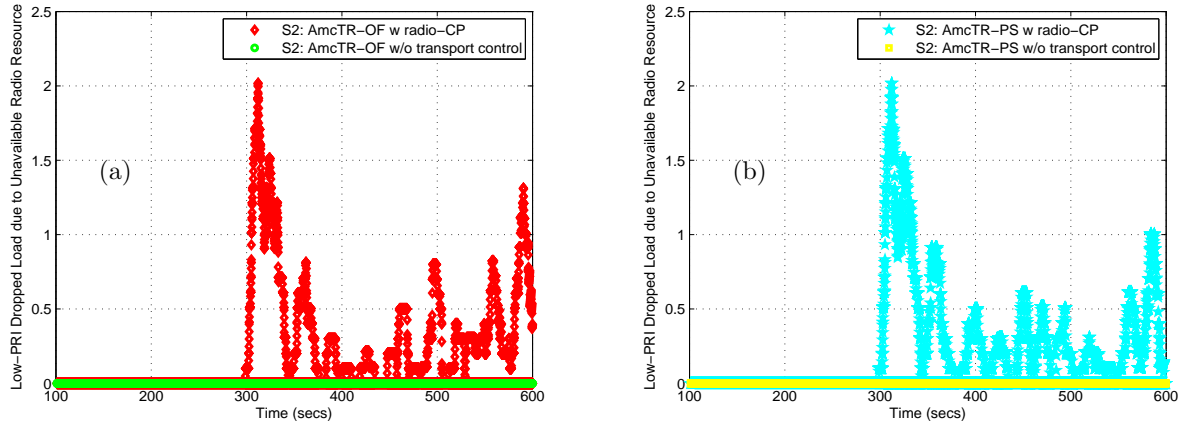 2.5
2
1.5
1
0.5
0
Low-PRI Dropped Load due to Unavailable Radio Resource
S2: AmcTR-OF w radio-CP
S2: AmcTR-OF w/o transport control
(a)
100 200 300 400 500 600
Time (secs)
2.5
2
1.5
1
0.5
0
Low-PRI Dropped Load due to Unavailable Radio Resource
S2: AmcTR-PS w radio-CP
S2: AmcTR-PS w/o transport control
(b)
100 200 300 400 500 600
Time (secs)